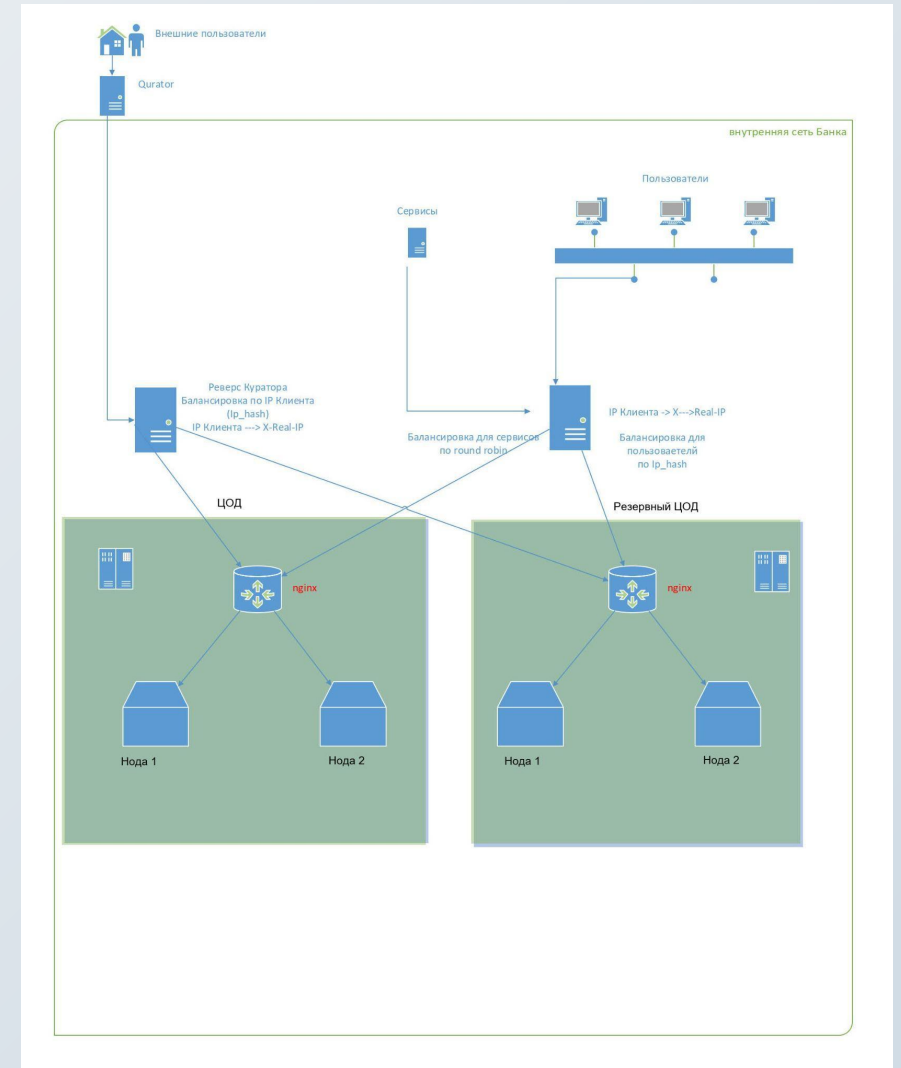 Внешние пользователи
Qurator
внутренняя сеть Банка
Пользователи
Сервисы
Реверс Куратора
Балансировка по IP Клиента
(Ip_hash)
IP Клиента ---> X-Real-IP
IP Клиента -> X--->Real-IP
Балансировка для сервисов
по round robin
Балансировка для
пользоваетелй
по Ip_hash
ЦОД
Резервный ЦОД
nginx
nginx
Нода 1
Нода 2
Нода 1
Нода 2